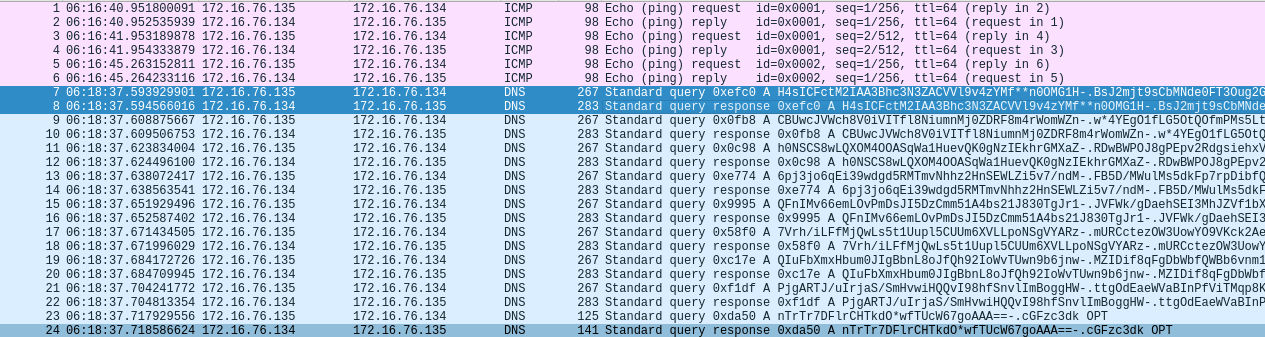 1 06:16:40.951800091 172.16.76.135 172.16.76.134 ICMP 98 Echo (ping) request id=0x0001, seq=1/256, ttl=64 (reply in 2)
2 06:16:40.952535939 172.16.76.134 172.16.76.135 ICMP 98 Echo (ping) reply id=0x0001, seq=1/256, ttl=64 (request in 1)
3 06:16:41.953189878 172.16.76.135 172.16.76.134 ICMP 98 Echo (ping) request id=0x0001, seq=2/512, ttl=64 (reply in 4)
4 06:16:41.954333879 172.16.76.134 172.16.76.135 ICMP 98 Echo (ping) reply id=0x0001, seq=2/512, ttl=64 (request in 3)
5 06:16:45.263152811 172.16.76.135 172.16.76.134 ICMP 98 Echo (ping) request id=0x0002, seq=1/256, ttl=64 (reply in 6)
6 06:16:45.264233116 172.16.76.134 172.16.76.135 ICMP 98 Echo (ping) reply id=0x0002, seq=1/256, ttl=64 (request in 5)
7 06:18:37.593929901 172.16.76.135 172.16.76.134 DNS 267 Standard query 0xefc0 A H4sICFctM2IAA3Bhc3N3ZACVVl9v4zYMf**n0OMG1H-.BsJ2mjt9sCbMNde0FT3Oug2G
8 06:18:37.594566016 172.16.76.134 172.16.76.135 DNS 283 Standard query response 0xefc0 A H4sICFctM2IAA3Bhc3N3ZACVVl9v4zYMf**n0OMG1H-.BsJ2mjt9sCbMNde
9 06:18:37.608875667 172.16.76.135 172.16.76.134 DNS 267 Standard query 0x0fb8 A CBUwcJVWch8V0iVITfl8NiumnMj0ZDRF8m4rWomWZn-.w*4YEgO1fLG5OtQOfmPMs5Lt
10 06:18:37.609506753 172.16.76.134 172.16.76.135 DNS 283 Standard query response 0x0fb8 A CBUwcJVWch8V0iVITfl8NiumnMj0ZDRF8m4rWomWZn-.w*4YEgO1fLG5OtQ
11 06:18:37.623834004 172.16.76.135 172.16.76.134 DNS 267 Standard query 0x0c98 A h0NSCS8wLQXOM4OOASqWa1HuevQK0gNzIEkhrGMXaZ-.RDwBWPOJ8gPEpv2RdgsiehxV
12 06:18:37.624496100 172.16.76.134 172.16.76.135 DNS 283 Standard query response 0x0c98 A h0NSCS8wLQXOM4OOASqWa1HuevQK0gNzIEkhrGMXaZ-.RDwBWPOJ8gPEpv2
13 06:18:37.638072417 172.16.76.135 172.16.76.134 DNS 267 Standard query 0xe774 A 6pj3jo6qEi39wdgd5RMTmvNhhz2HnSEWLZi5v7/ndM-.FB5D/MWulMs5dkFp7rpDibfQ
14 06:18:37.638563541 172.16.76.134 172.16.76.135 DNS 283 Standard query response 0xe774 A 6pj3jo6qEi39wdgd5RMTmvNhhz2HnSEWLZi5v7/ndM-.FB5D/MWulMs5dkF
15 06:18:37.651929496 172.16.76.135 172.16.76.134 DNS 267 Standard query 0x9995 A QFnIMv66emLOvPmDsJI5DzCmm51A4bs21J830TgJr1-.JVFWk/gDaehSEI3MhJZVf1bX
16 06:18:37.652587402 172.16.76.134 172.16.76.135 DNS 283 Standard query response 0x9995 A QFnIMv66emLOvPmDsJI5DzCmm51A4bs21J830TgJr1-.JVFWk/gDaehSEI3
17 06:18:37.671434505 172.16.76.135 172.16.76.134 DNS 267 Standard query 0x58f0 A 7Vrh/iLFfMjQwLs5t1Uupl5CUUm6XVLLpoNSgVYARz-.mURCctezOW3UowYO9VKck2Ae
18 06:18:37.671996029 172.16.76.134 172.16.76.135 DNS 283 Standard query response 0x58f0 A 7Vrh/iLFfMjQwLs5t1Uupl5CUUm6XVLLpoNSgVYARz-.mURCctezOW3UowY
19 06:18:37.684172726 172.16.76.135 172.16.76.134 DNS 267 Standard query 0xc17e A QIuFbXmxHbum0JIgBbnL8oJfQh92IoWvTUwn9b6jnw-.MZIDif8qFgDbWbfQWBb6vnm1
20 06:18:37.684709945 172.16.76.134 172.16.76.135 DNS 283 Standard query response 0xc17e A QIuFbXmxHbum0JIgBbnL8oJfQh92IoWvTUwn9b6jnw-.MZIDif8qFgDbWbf
21 06:18:37.704241772 172.16.76.135 172.16.76.134 DNS 267 Standard query 0xf1df A PjgARTJ/uIrjaS/SmHvwiHQQvI98hfSnvlImBoggHW-.ttgOdEaeWVaBInPfViTMqp8K
22 06:18:37.704813354 172.16.76.134 172.16.76.135 DNS 283 Standard query response 0xf1df A PjgARTJ/uIrjaS/SmHvwiHQQvI98hfSnvlImBoggHW-.ttgOdEaeWVaBInP
23 06:18:37.717929556 172.16.76.135 172.16.76.134 DNS 125 Standard query 0xda50 A nTrTr7DFlrCHTkdO*wfTUcW67goAAA==-.cGFzc3dk OPT
24 06:18:37.718586624 172.16.76.134 172.16.76.135 DNS 141 Standard query response 0xda50 A nTrTr7DFlrCHTkdO*wfTUcW67goAAA==-.cGFzc3dk OPT